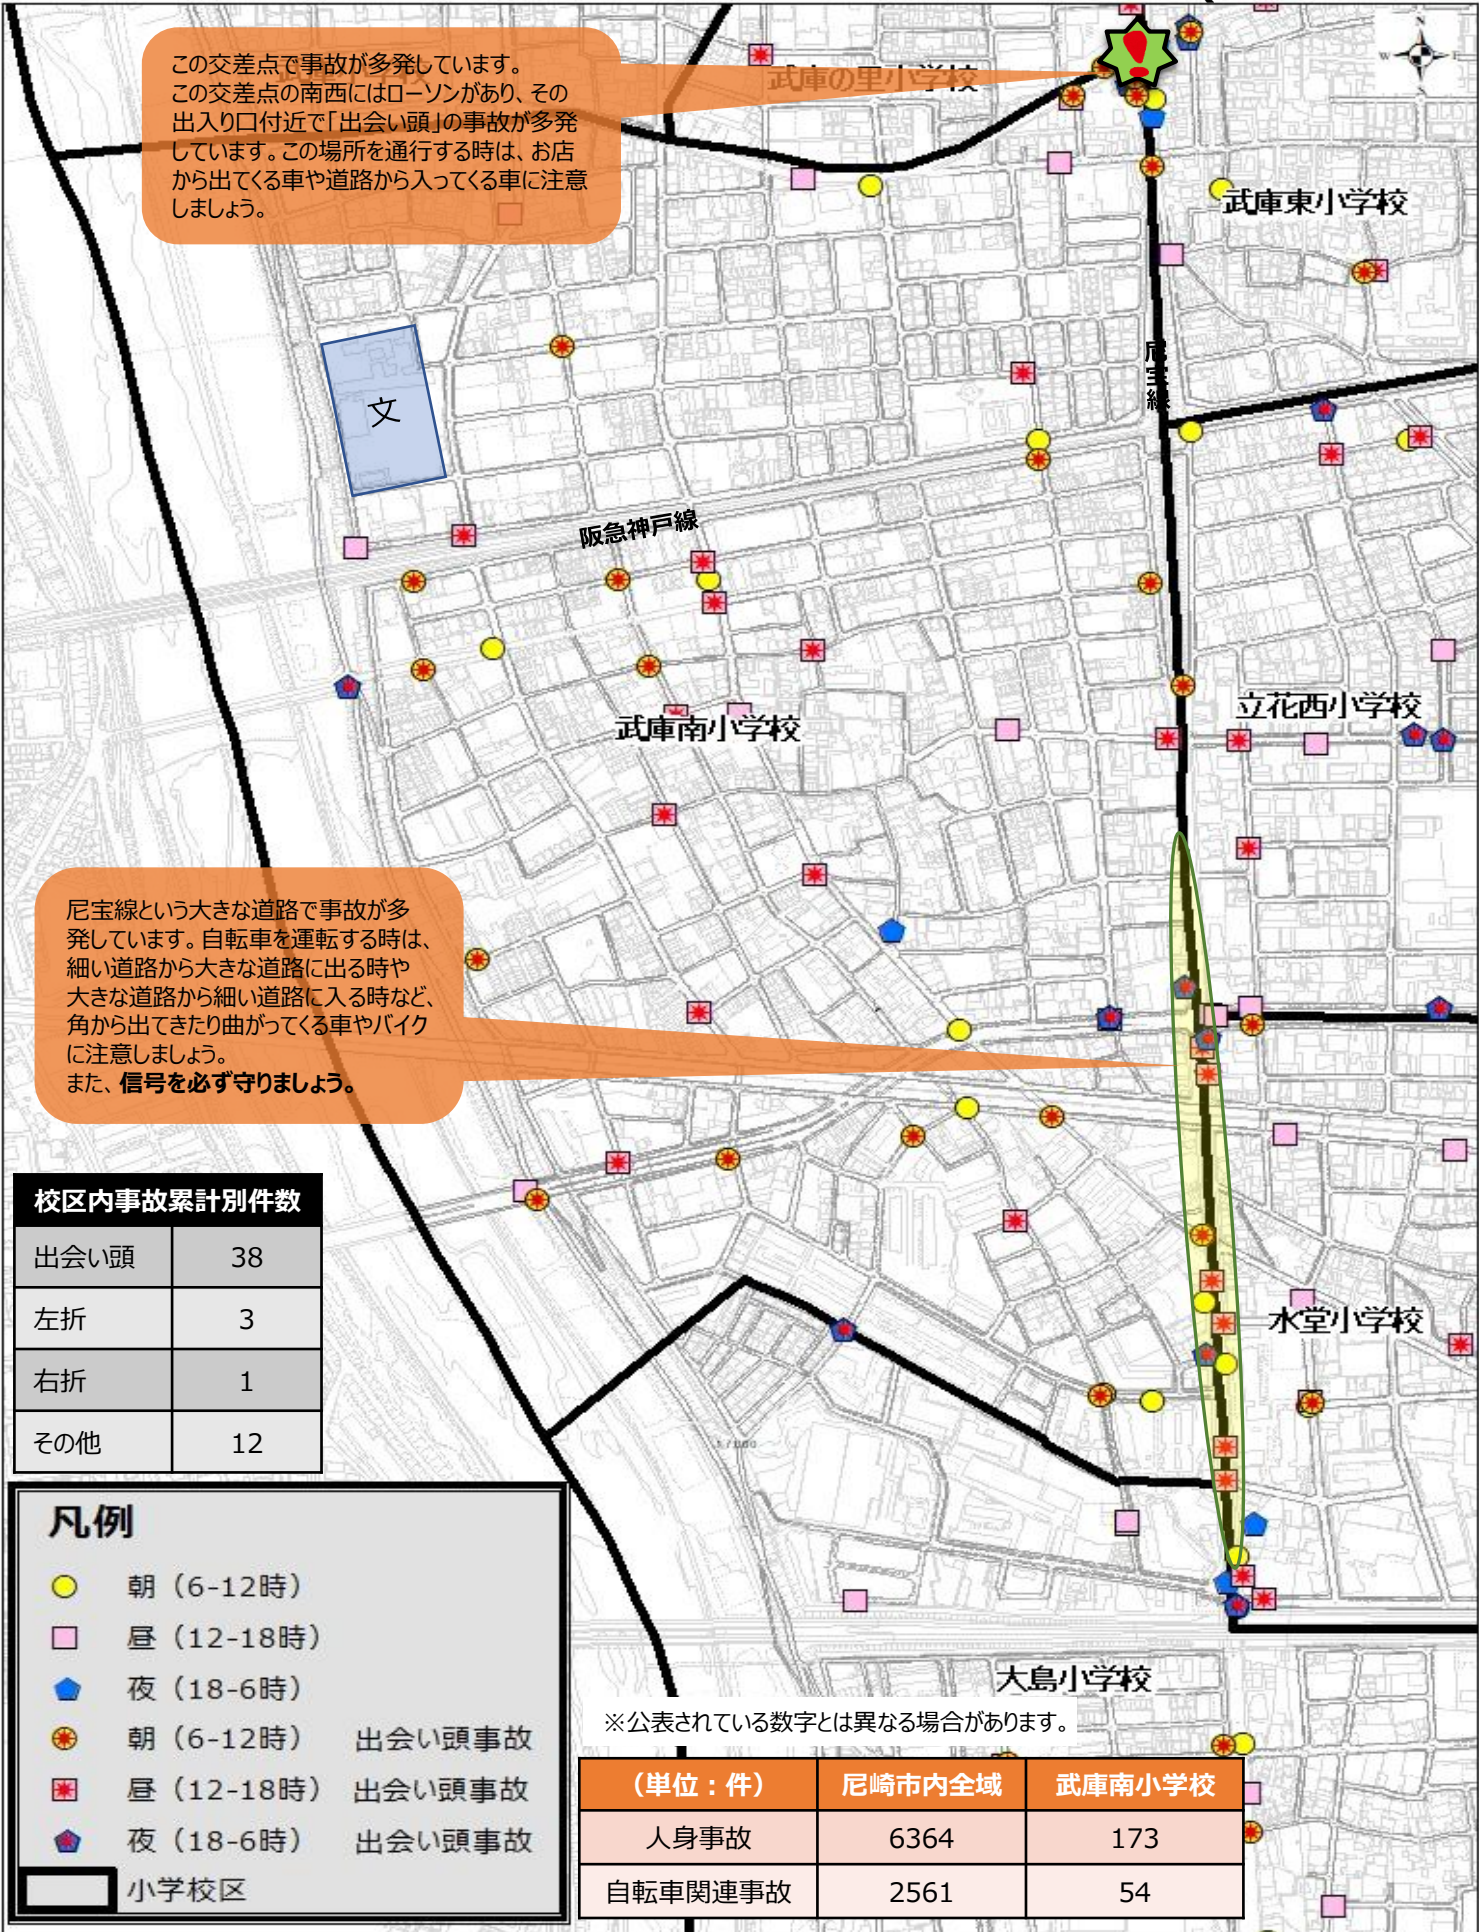 この交差点で事故が多発しています。
この交差点の南西にはローソンがあり、その
出入り口付近で「出会い頭」の事故が多発
しています。この場所を通行する時は、お店
から出てくる車や道路から入ってくる車に注意
しましょう。
武庫の里小学校
N
W
E
武庫東小学校
尼宝線
文
阪急神戸線
武庫南小学校
立花西小学校
尼宝線という大きな道路で事故が多
発しています。自転車を運転する時は、
細い道路から大きな道路に出る時や
大きな道路から細い道路に入る時など、
角から出てきたり曲がってくる車やバイク
に注意しましょう。
また、信号を必ず守りましょう。
校区内事故累計別件数
出会い頭 38
左折 3
右折 1
その他 12
水堂小学校
凡例
朝（6-12時）
昼（12-18時）
夜（18-6時）
朝（6-12時） 出会い頭事故
昼（12-18時） 出会い頭事故
夜（18-6時） 出会い頭事故
小学校区
大島小学校
※公表されている数字とは異なる場合があります。
（単位：件） 尼崎市内全域 武庫南小学校
人身事故 6364 173
自転車関連事故 2561 54